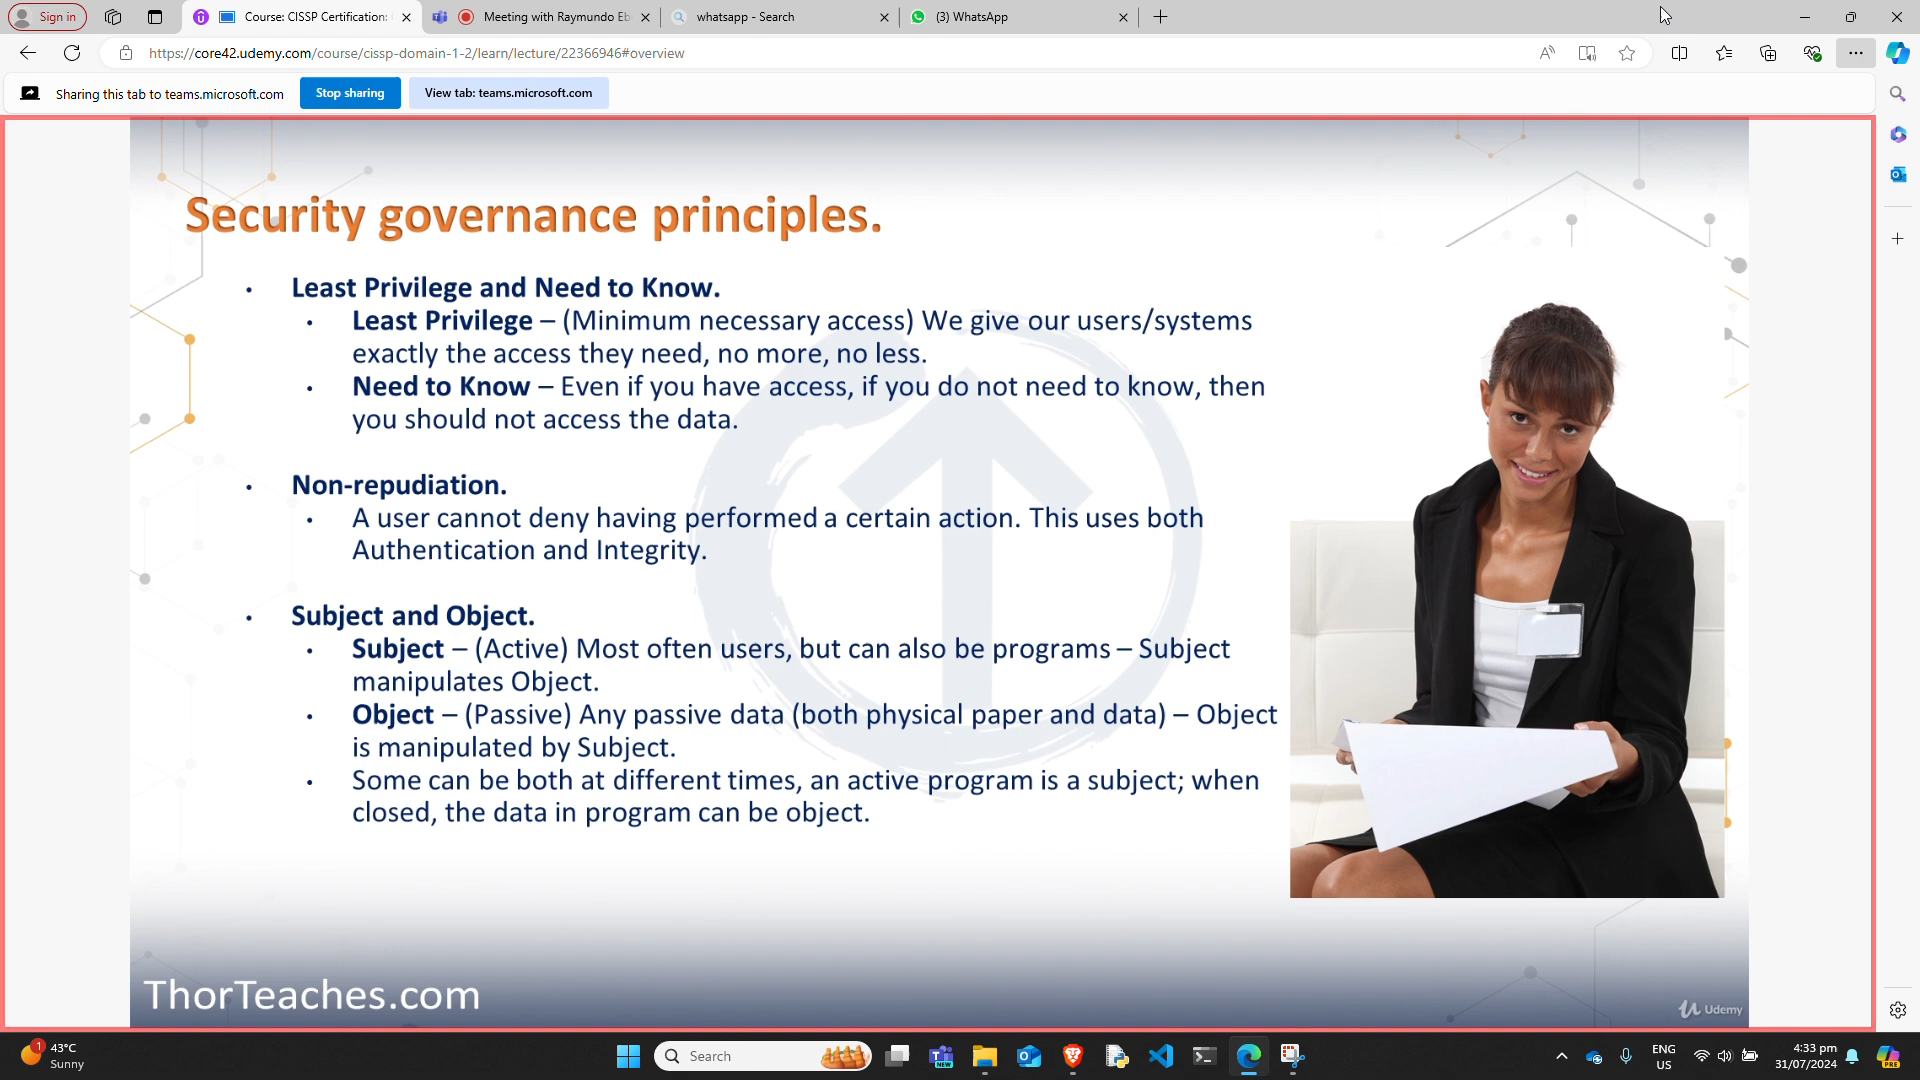 Sign in
Course: CISSP Certification:
Meeting with Raymundo Eb
whatsapp - Search
(3) WhatsApp
https://core42.udemy.com/course/cissp-domain-1-2/learn/lecture/22366946#overview
Sharing this tab to teams.microsoft.com
Stop sharing
View tab: teams.microsoft.com
Security governance principles.
• Least Privilege and Need to Know.
• Least Privilege – (Minimum necessary access) We give our users/systems
exactly the access they need, no more, no less.
• Need to Know – Even if you have access, if you do not need to know, then
you should not access the data.
• Non-repudiation.
• A user cannot deny having performed a certain action. This uses both
Authentication and Integrity.
• Subject and Object.
• Subject – (Active) Most often users, but can also be programs – Subject
manipulates Object.
• Object – (Passive) Any passive data (both physical paper and data) – Object
is manipulated by Subject.
• Some can be both at different times, an active program is a subject; when
closed, the data in program can be object.
ThorTeaches.com
Udemy
1
43°C
Sunny
Search
NEW
ENG
US
4:33 pm
31/07/2024
PRE